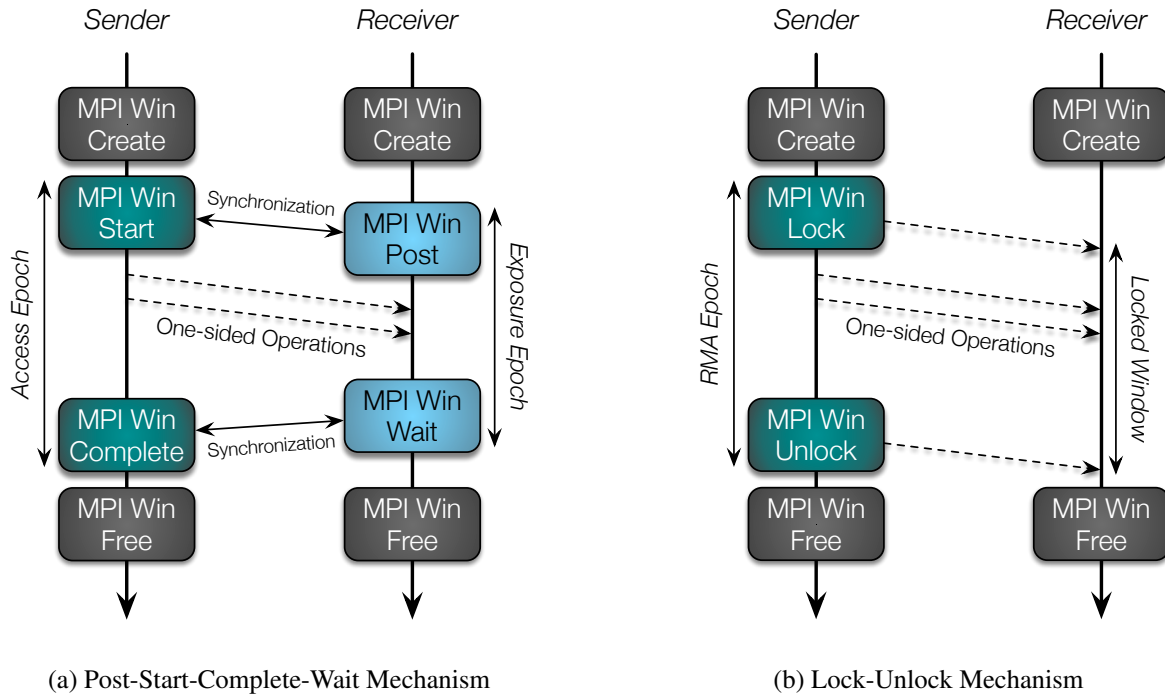 Sender
Receiver
MPI Win
Create
MPI Win
Create
MPI Win
Start
Synchronization
MPI Win
Post
Access Epoch
Exposure Epoch
One-sided Operations
MPI Win
Complete
Synchronization
MPI Win
Wait
MPI Win
Free
MPI Win
Free
(a) Post-Start-Complete-Wait Mechanism
Sender
Receiver
MPI Win
Create
MPI Win
Create
MPI Win
Lock
RMA Epoch
Locked Window
One-sided Operations
MPI Win
Unlock
MPI Win
Free
MPI Win
Free
(b) Lock-Unlock Mechanism